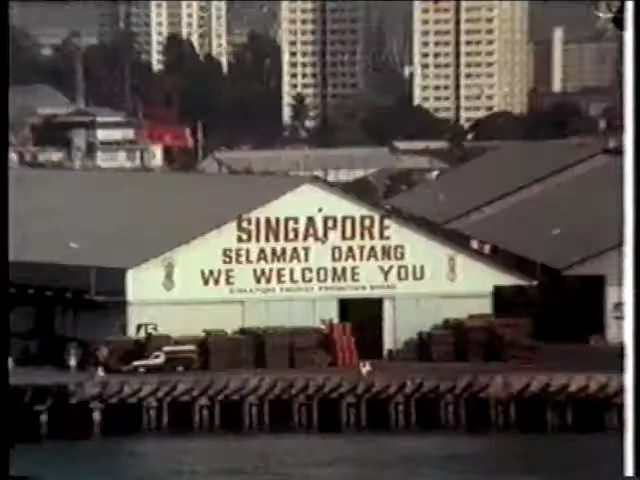 SINGAPORE
SELAMAT DATANG
WE WELCOME YOU
SINGAPORE TOURIST PROMOTION BOARD